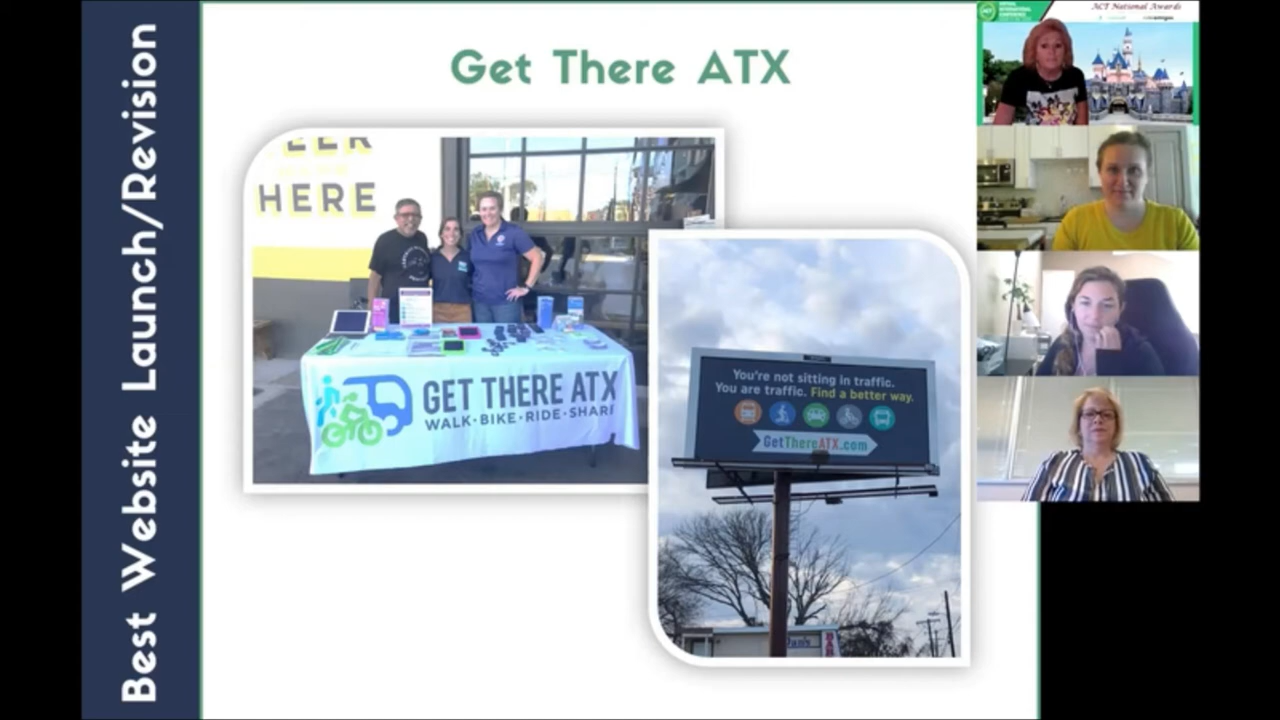 Best Website Launch/Revision
Get There ATX
HERE
GET THERE ATX
WALK·BIKE·RIDE·SHARE
You're not sitting in traffic.
You are traffic. Find a better way.
GetThereATX.com
ACT National Awards